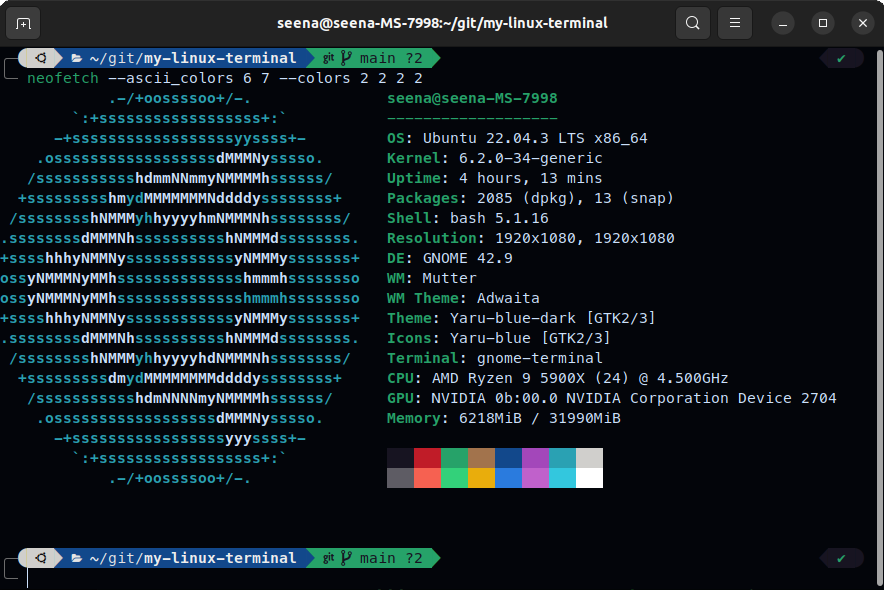 seena@seena-MS-7998:~/git/my-linux-terminal
~/git/my-linux-terminal git main ?2 ✔
neofetch --ascii_colors 6 7 --colors 2 2 2 2
.-/+oossssoo+/-. seena@seena-MS-7998
`:+ssssssssssssssssss+:` -------------------
-+ssssssssssssssssssyyssss+- OS: Ubuntu 22.04.3 LTS x86_64
.ossssssssssssssssssdMMMNysssso. Kernel: 6.2.0-34-generic
/ssssssssssshdmmNNmmyNMMMMhssssss/ Uptime: 4 hours, 13 mins
+ssssssssshmydMMMMMMMNddddyssssssss+ Packages: 2085 (dpkg), 13 (snap)
/sssssssshNMMMyhhyyyyhmNMMMNhssssssss/ Shell: bash 5.1.16
.ssssssssdMMMNhsssssssssshNMMMdssssssss. Resolution: 1920x1080, 1920x1080
+sssshhhyNMMNyssssssssssssyNMMMysssssss+ DE: GNOME 42.9
ossyNMMMNyMMhsssssssssssssshmmmhssssssso WM: Mutter
ossyNMMMNyMMhsssssssssssssshmmmhssssssso WM Theme: Adwaita
+sssshhhyNMMNyssssssssssssyNMMMysssssss+ Theme: Yaru-blue-dark [GTK2/3]
.ssssssssdMMMNhsssssssssshNMMMdssssssss. Icons: Yaru-blue [GTK2/3]
/sssssssshNMMMyhhyyyyhdNMMMNhssssssss/ Terminal: gnome-terminal
+sssssssssdmydMMMMMMMMddddyssssssss+ CPU: AMD Ryzen 9 5900X (24) @ 4.500GHz
/ssssssssssshdmNNNNmyNMMMMhssssss/ GPU: NVIDIA 0b:00.0 NVIDIA Corporation Device 2704
.ossssssssssssssssssdMMMNysssso. Memory: 6218MiB / 31990MiB
-+sssssssssssssssssyyyssss+-
`:+ssssssssssssssssss+:`
.-/+oossssoo+/-.
~/git/my-linux-terminal git main ?2 ✔